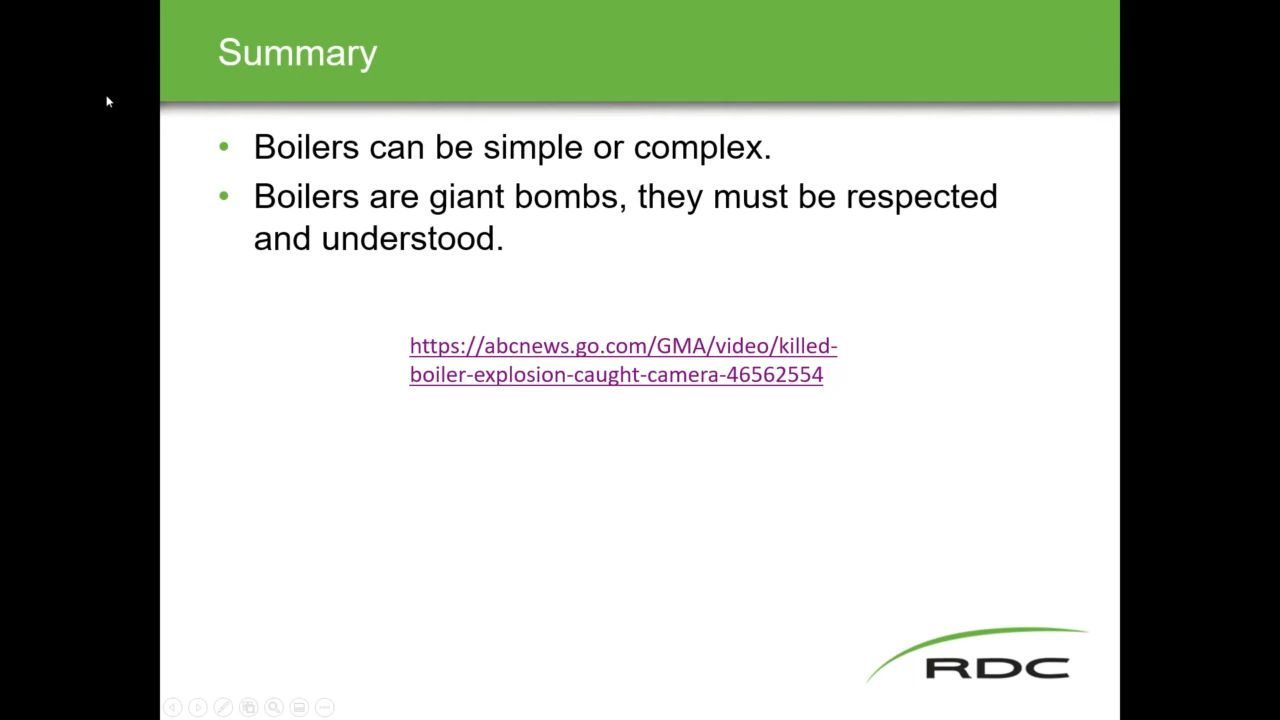 Summary
• Boilers can be simple or complex.
• Boilers are giant bombs, they must be respected
and understood.
https://abcnews.go.com/GMA/video/killed-
boiler-explosion-caught-camera-46562554
RDC